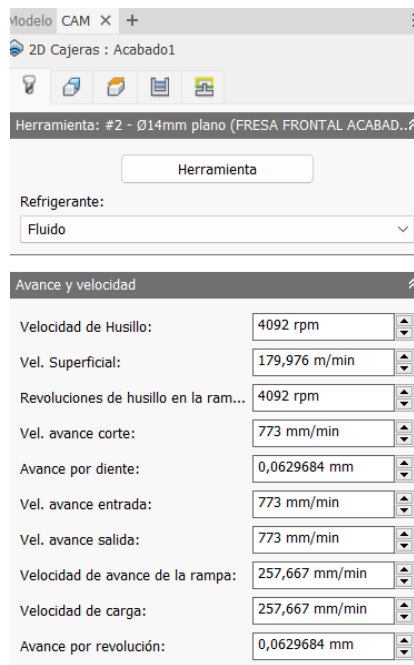 Modelo CAM × +
2D Cajeras : Acabado1
Herramienta: #2 - Ø14mm plano (FRESA FRONTAL ACABAD..
Herramienta
Refrigerante:
Fluido
Avance y velocidad
Velocidad de Husillo: 4092 rpm
Vel. Superficial: 179,976 m/min
Revoluciones de husillo en la ram... 4092 rpm
Vel. avance corte: 773 mm/min
Avance por diente: 0,0629684 mm
Vel. avance entrada: 773 mm/min
Vel. avance salida: 773 mm/min
Velocidad de avance de la rampa: 257,667 mm/min
Velocidad de carga: 257,667 mm/min
Avance por revolución: 0,0629684 mm